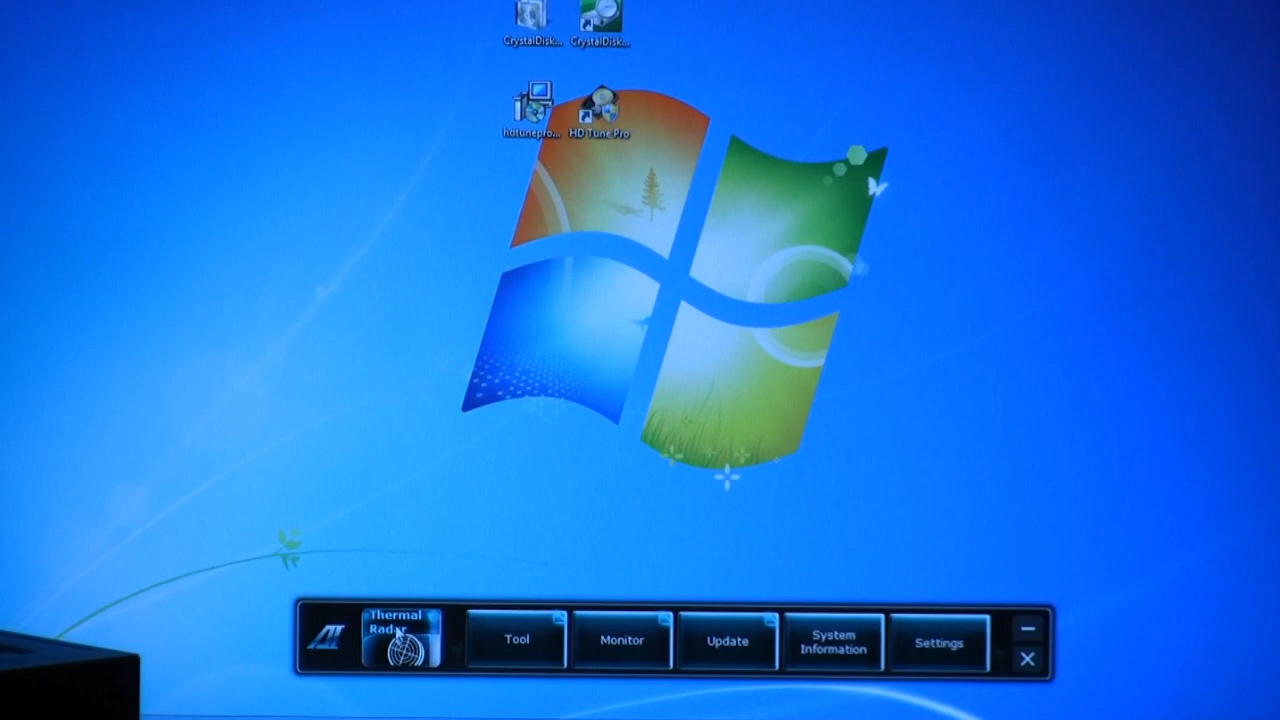 CrystalDisk... CrystalDisk...
hdtunepro... HD Tune Pro
Thermal
Radar
Tool
Monitor
Update
System
Information
Settings